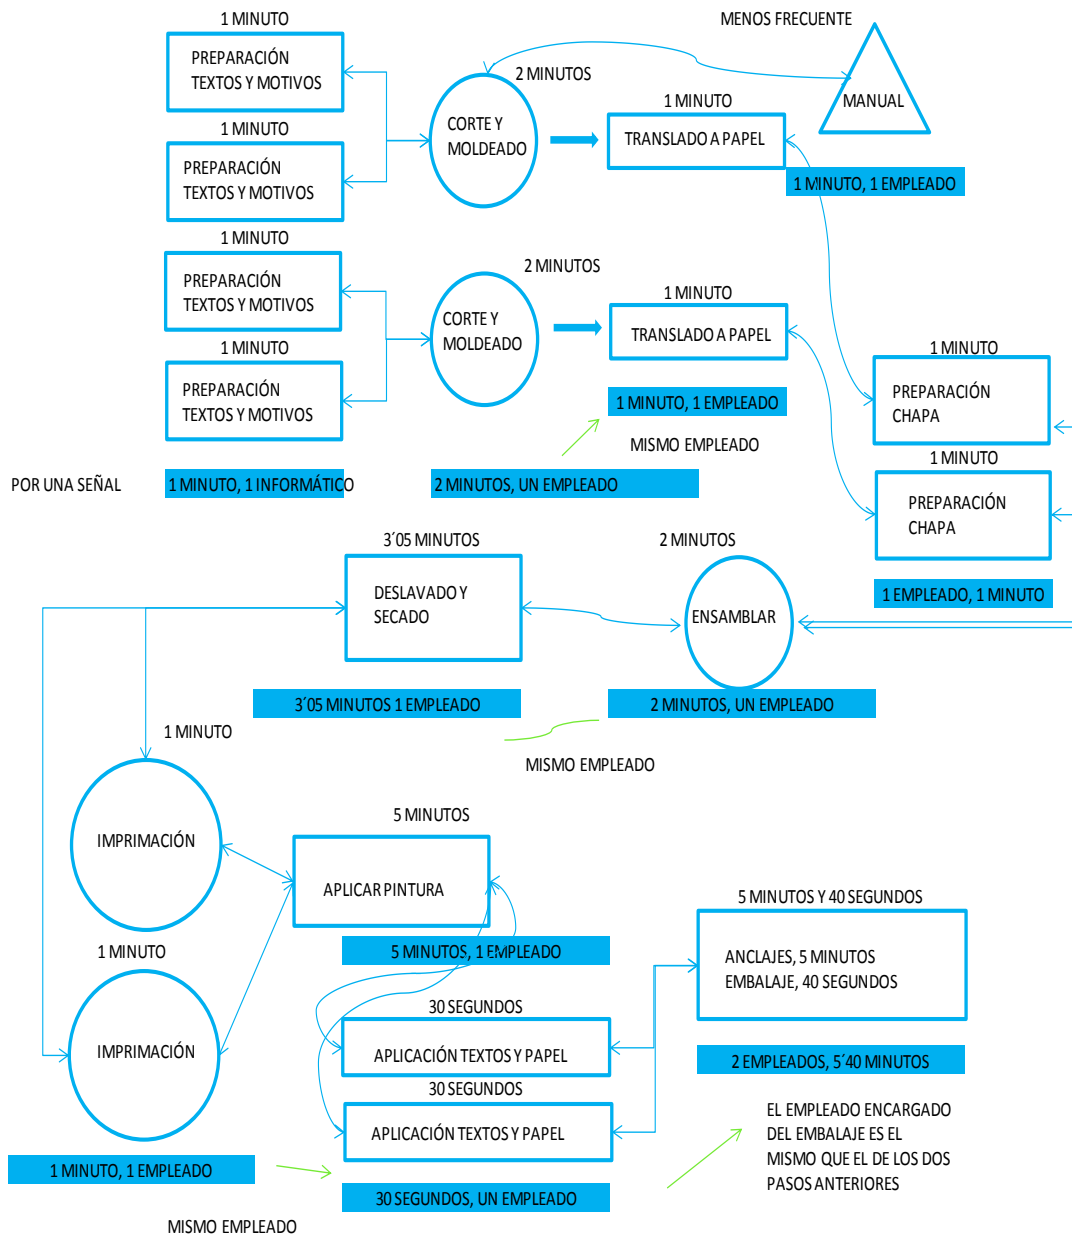 1 MINUTO
MENOS FRECUENTE
PREPARACIÓN
TEXTOS Y MOTIVOS
2 MINUTOS
MANUAL
1 MINUTO
1 MINUTO
CORTE Y
MOLDEADO
TRANSLADO A PAPEL
PREPARACIÓN
TEXTOS Y MOTIVOS
1 MINUTO, 1 EMPLEADO
1 MINUTO
PREPARACIÓN
TEXTOS Y MOTIVOS
2 MINUTOS
1 MINUTO
CORTE Y
MOLDEADO
TRANSLADO A PAPEL
1 MINUTO
PREPARACIÓN
TEXTOS Y MOTIVOS
1 MINUTO
PREPARACIÓN
CHAPA
1 MINUTO, 1 EMPLEADO
MISMO EMPLEADO
1 MINUTO
POR UNA SEÑAL
1 MINUTO, 1 INFORMÁTICO
2 MINUTOS, UN EMPLEADO
PREPARACIÓN
CHAPA
3´05 MINUTOS
2 MINUTOS
DESLAVADO Y
SECADO
ENSAMBLAR
1 EMPLEADO, 1 MINUTO
3´05 MINUTOS 1 EMPLEADO
2 MINUTOS, UN EMPLEADO
1 MINUTO
MISMO EMPLEADO
5 MINUTOS
IMPRIMACIÓN
APLICAR PINTURA
5 MINUTOS Y 40 SEGUNDOS
1 MINUTO
5 MINUTOS, 1 EMPLEADO
ANCLAJES, 5 MINUTOS
EMBALAJE, 40 SEGUNDOS
30 SEGUNDOS
IMPRIMACIÓN
APLICACIÓN TEXTOS Y PAPEL
2 EMPLEADOS, 5´40 MINUTOS
30 SEGUNDOS
APLICACIÓN TEXTOS Y PAPEL
EL EMPLEADO ENCARGADO
DEL EMBALAJE ES EL
MISMO QUE EL DE LOS DOS
PASOS ANTERIORES
1 MINUTO, 1 EMPLEADO
30 SEGUNDOS, UN EMPLEADO
MISMO EMPLEADO